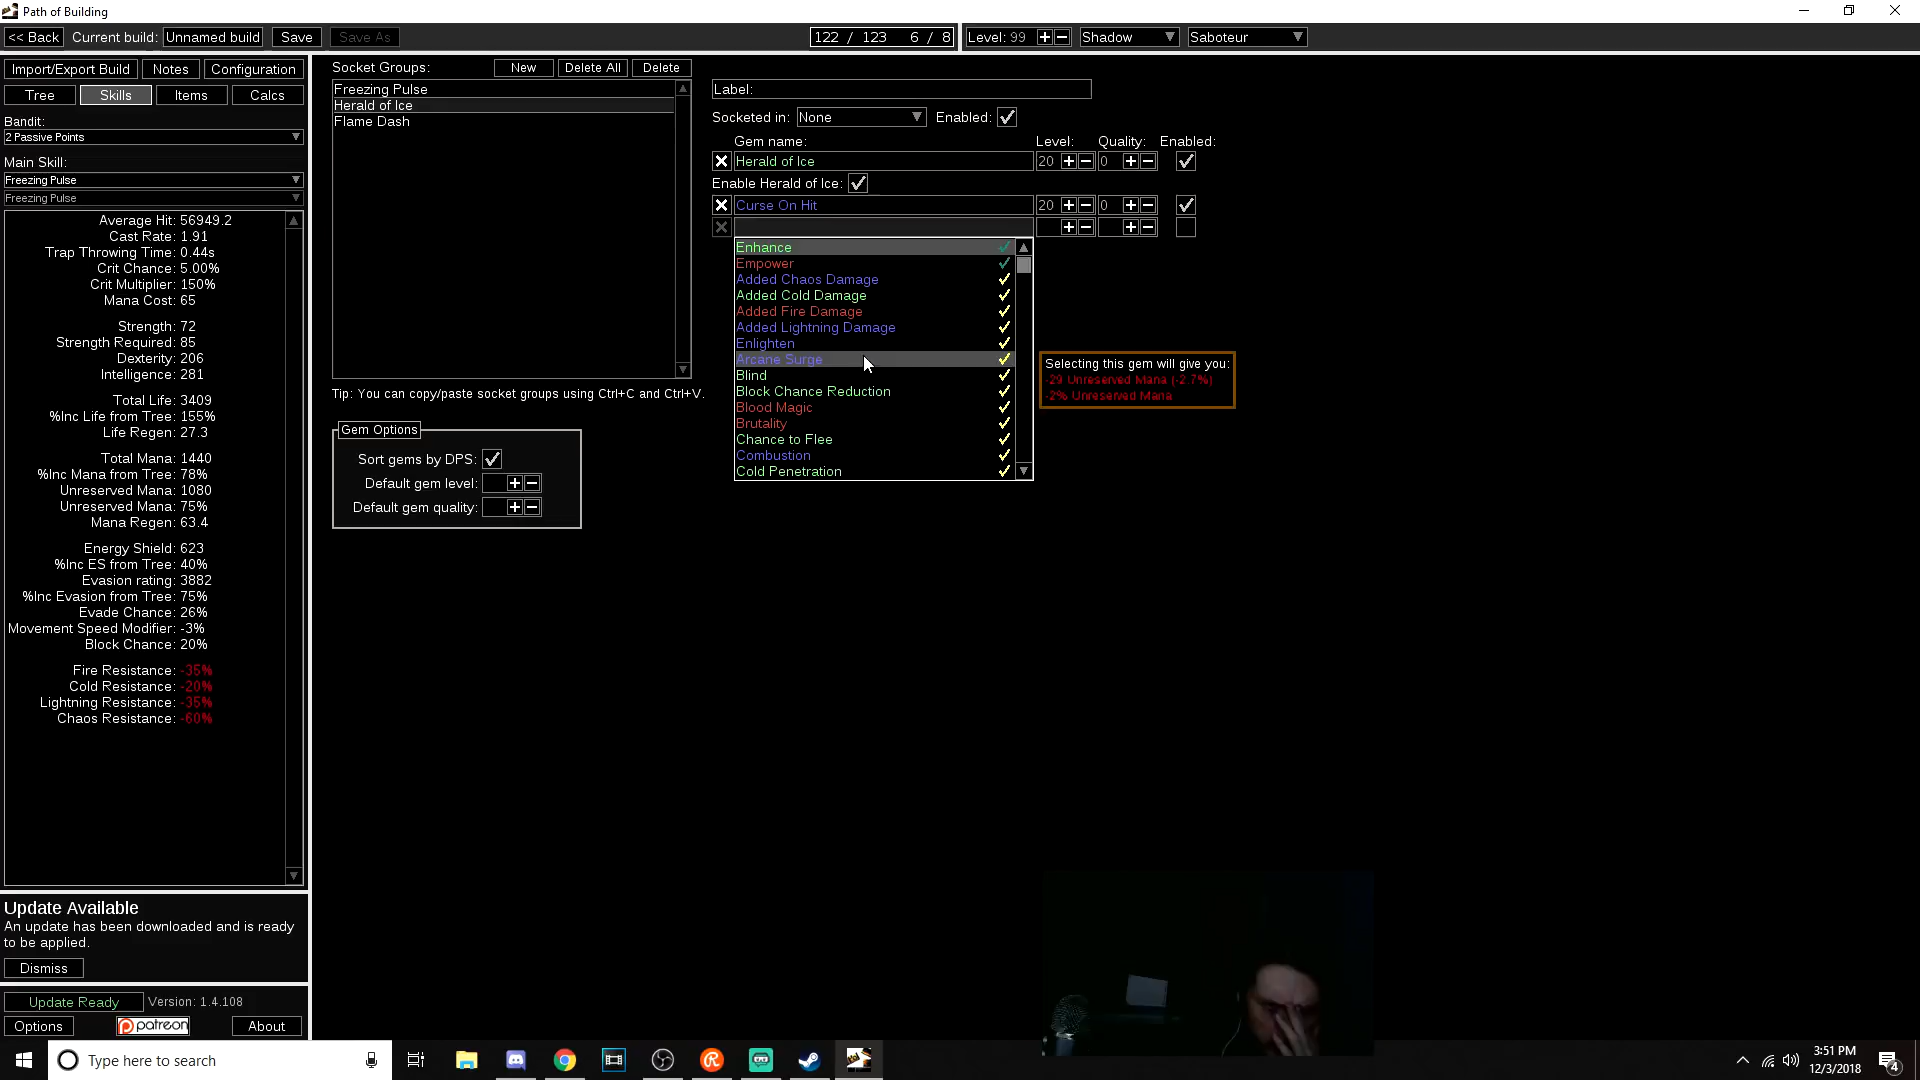 Path of Building
<< Back Current build: Unnamed build Save Save As 122 / 123 6 / 8 Level: 99 Shadow Saboteur
Import/Export Build Notes Configuration
Tree Skills Items Calcs
Bandit:
2 Passive Points
Main Skill:
Freezing Pulse
Freezing Pulse
Average Hit: 56949.2
Cast Rate: 1.91
Trap Throwing Time: 0.44s
Crit Chance: 5.00%
Crit Multiplier: 150%
Mana Cost: 65
Strength: 72
Strength Required: 85
Dexterity: 206
Intelligence: 281
Total Life: 3409
%Inc Life from Tree: 155%
Life Regen: 27.3
Total Mana: 1440
%Inc Mana from Tree: 78%
Unreserved Mana: 1080
Unreserved Mana: 75%
Mana Regen: 63.4
Energy Shield: 623
%Inc ES from Tree: 40%
Evasion rating: 3882
%Inc Evasion from Tree: 75%
Evade Chance: 26%
Movement Speed Modifier: -3%
Block Chance: 20%
Fire Resistance: -35%
Cold Resistance: -20%
Lightning Resistance: -35%
Chaos Resistance: -60%
Update Available
An update has been downloaded and is ready
to be applied.
Dismiss
Update Ready Version: 1.4.108
Options patreon About
Socket Groups: New Delete All Delete
Freezing Pulse
Herald of Ice
Flame Dash
Tip: You can copy/paste socket groups using Ctrl+C and Ctrl+V.
Gem Options
Sort gems by DPS:
Default gem level:
Default gem quality:
Label:
Socketed in: None Enabled:
Gem name: Level: Quality: Enabled:
Herald of Ice 20 0
Enable Herald of Ice:
Curse On Hit 20 0
Enhance
Empower
Added Chaos Damage
Added Cold Damage
Added Fire Damage
Added Lightning Damage
Enlighten
Arcane Surge
Blind
Block Chance Reduction
Blood Magic
Brutality
Chance to Flee
Combustion
Cold Penetration
Selecting this gem will give you:
-29 Unreserved Mana (-2.7%)
-2% Unreserved Mana
Type here to search
3:51 PM
12/3/2018
4